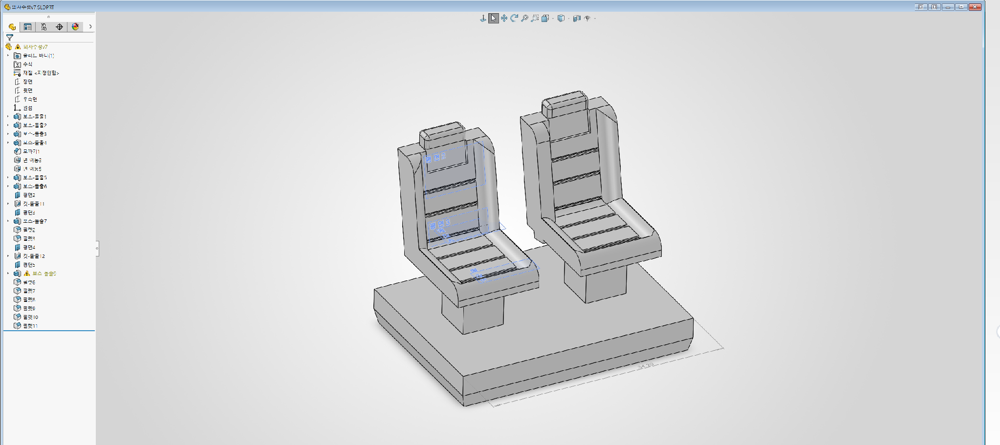 의자수정v7.SLDPRT
의자수정v7
솔리드 바디(1)
수식
재질 <지정안함>
정면
윗면
우측면
원점
보스-돌출1
보스-돌출2
보스-돌출3
보스-돌출4
모따기1
면 이동3
면 이동5
보스-돌출5
보스-돌출6
평면2
컷-돌출11
평면3
보스-돌출7
필렛2
필렛3
평면4
컷-돌출12
평면5
보스-돌출9
필렛6
필렛7
필렛8
필렛9
필렛10
필렛11
평면2
평면3
34.20